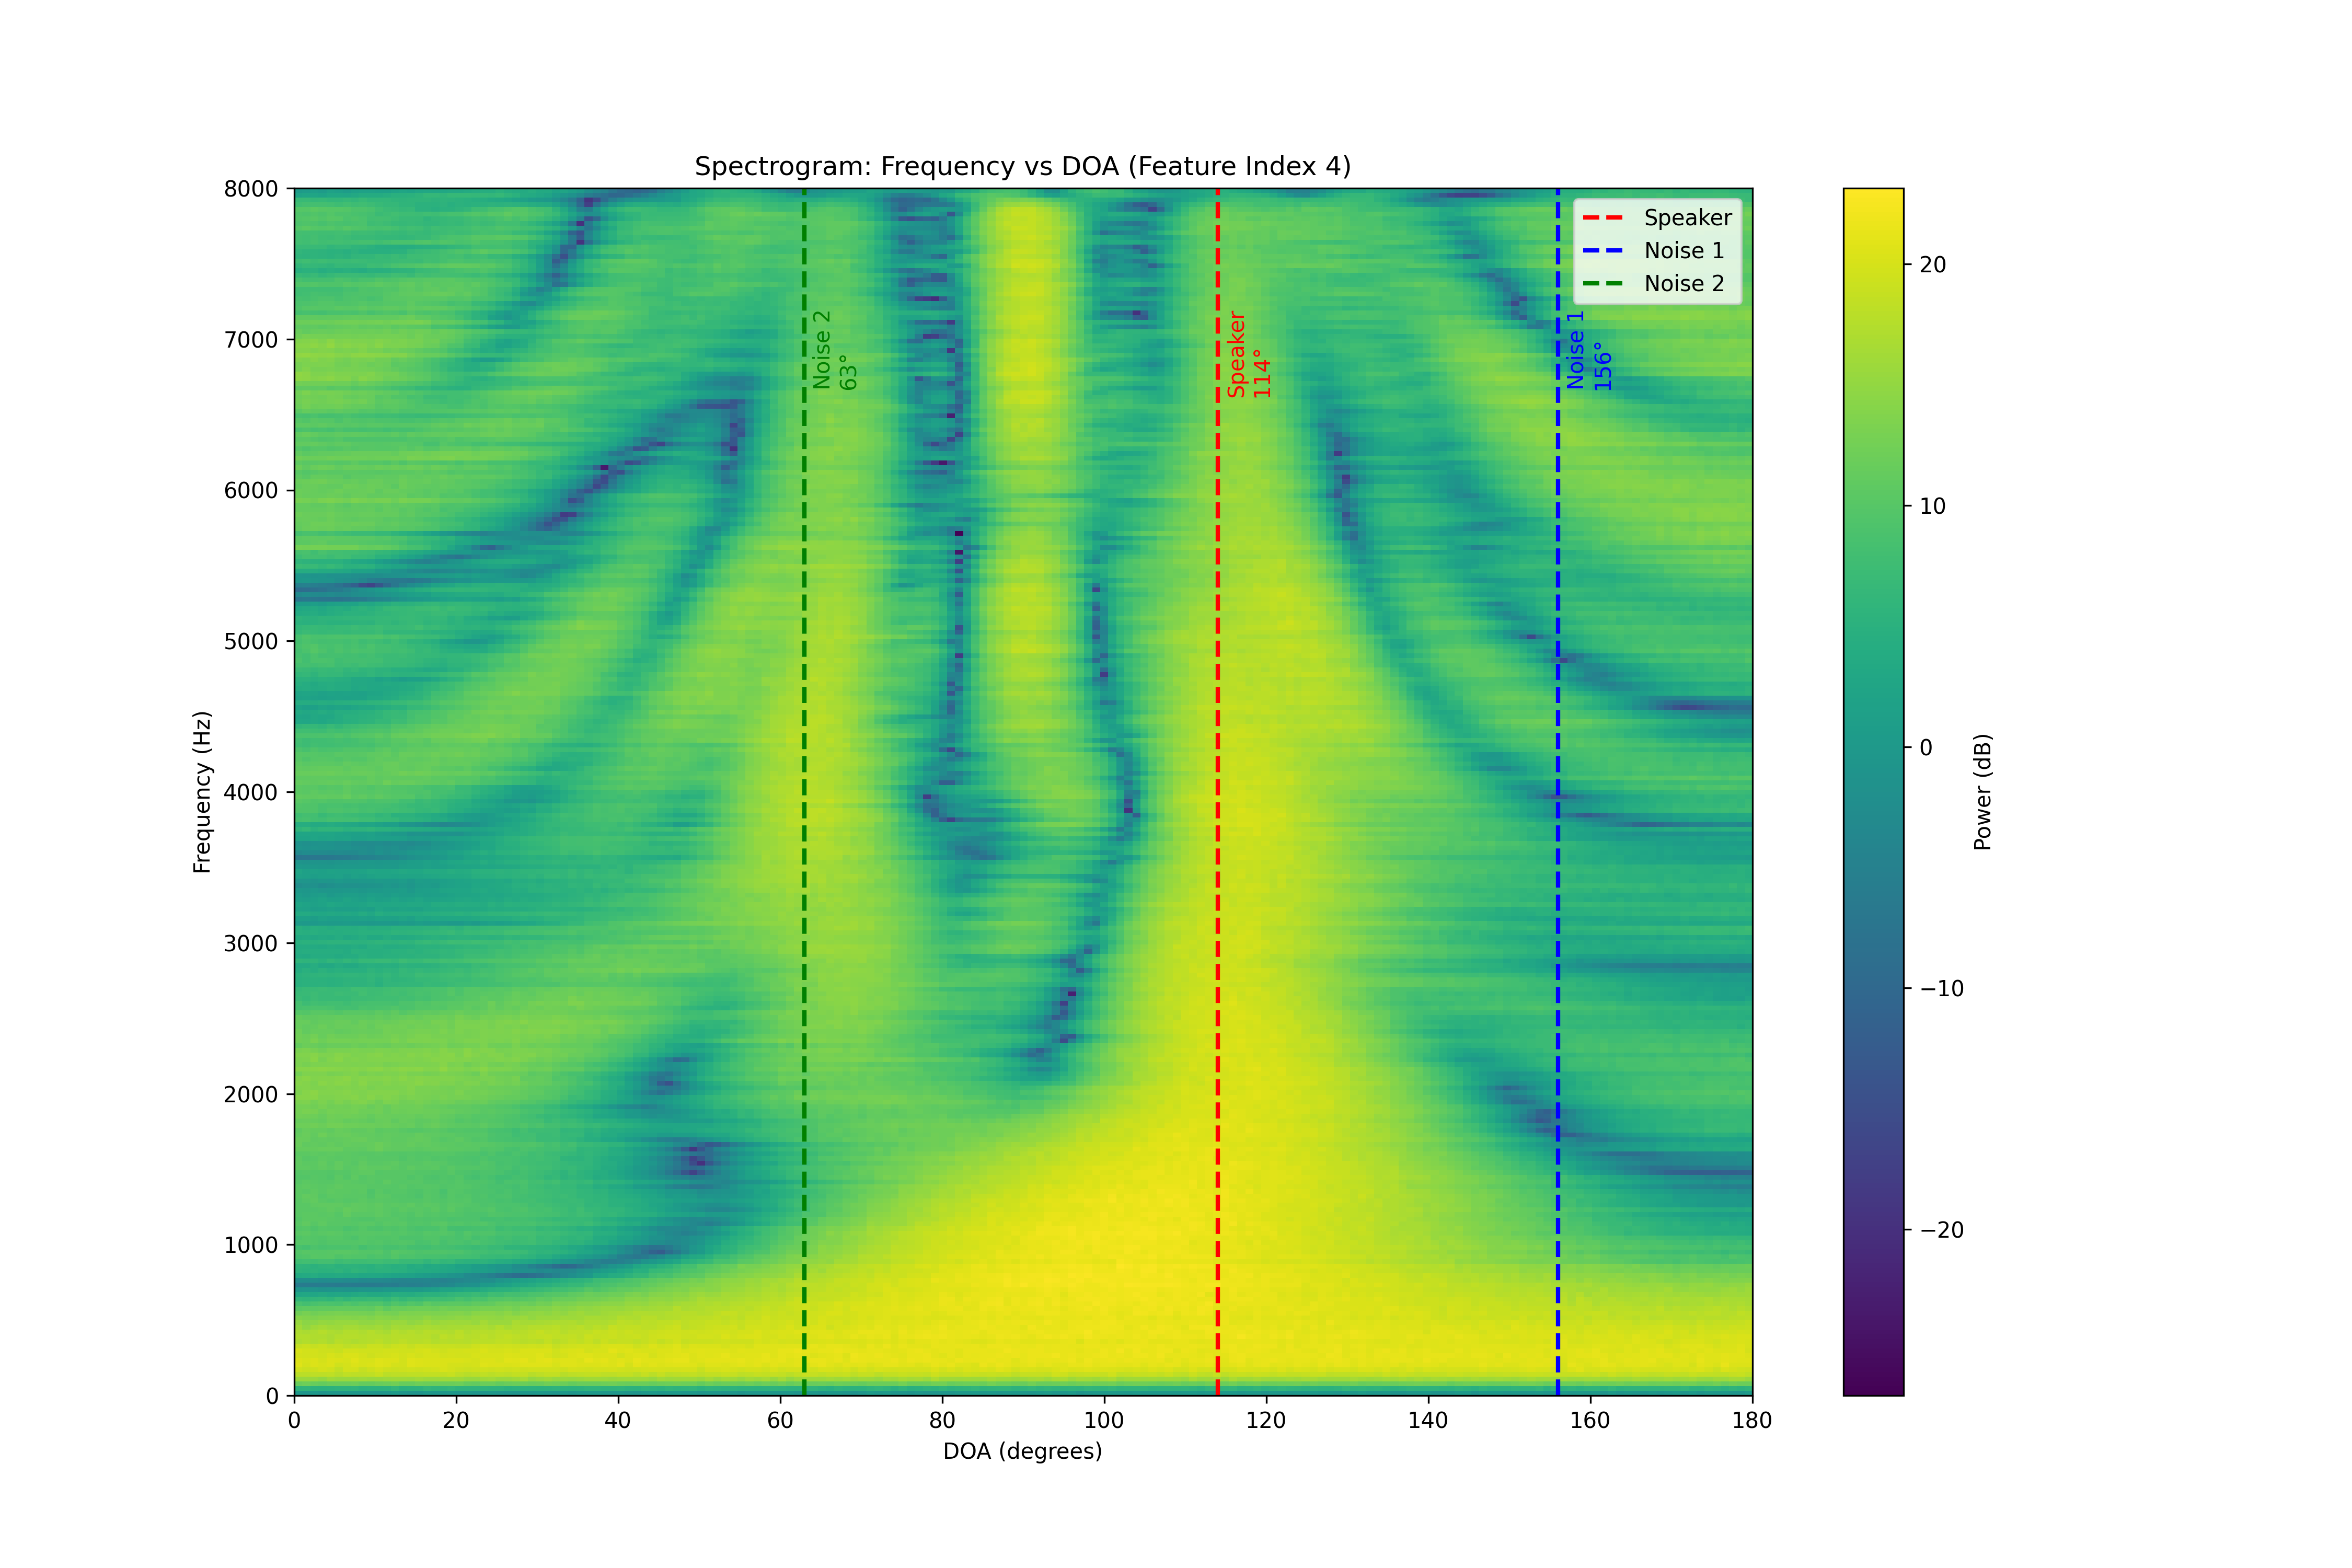 Spectrogram: Frequency vs DOA (Feature Index 4)
8000
7000
6000
5000
4000
3000
2000
1000
0
Frequency (Hz)
0
20
40
60
80
100
120
140
160
180
DOA (degrees)
Noise 2
63°
Speaker
114°
Noise 1
156°
Speaker
Noise 1
Noise 2
20
10
0
−10
−20
Power (dB)